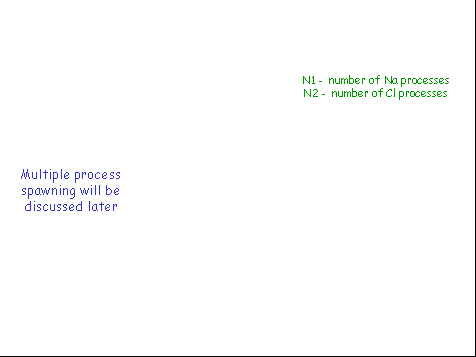 N1 - number of Na processes
N2 - number of Cl processes
Multiple process
spawning will be
discussed later